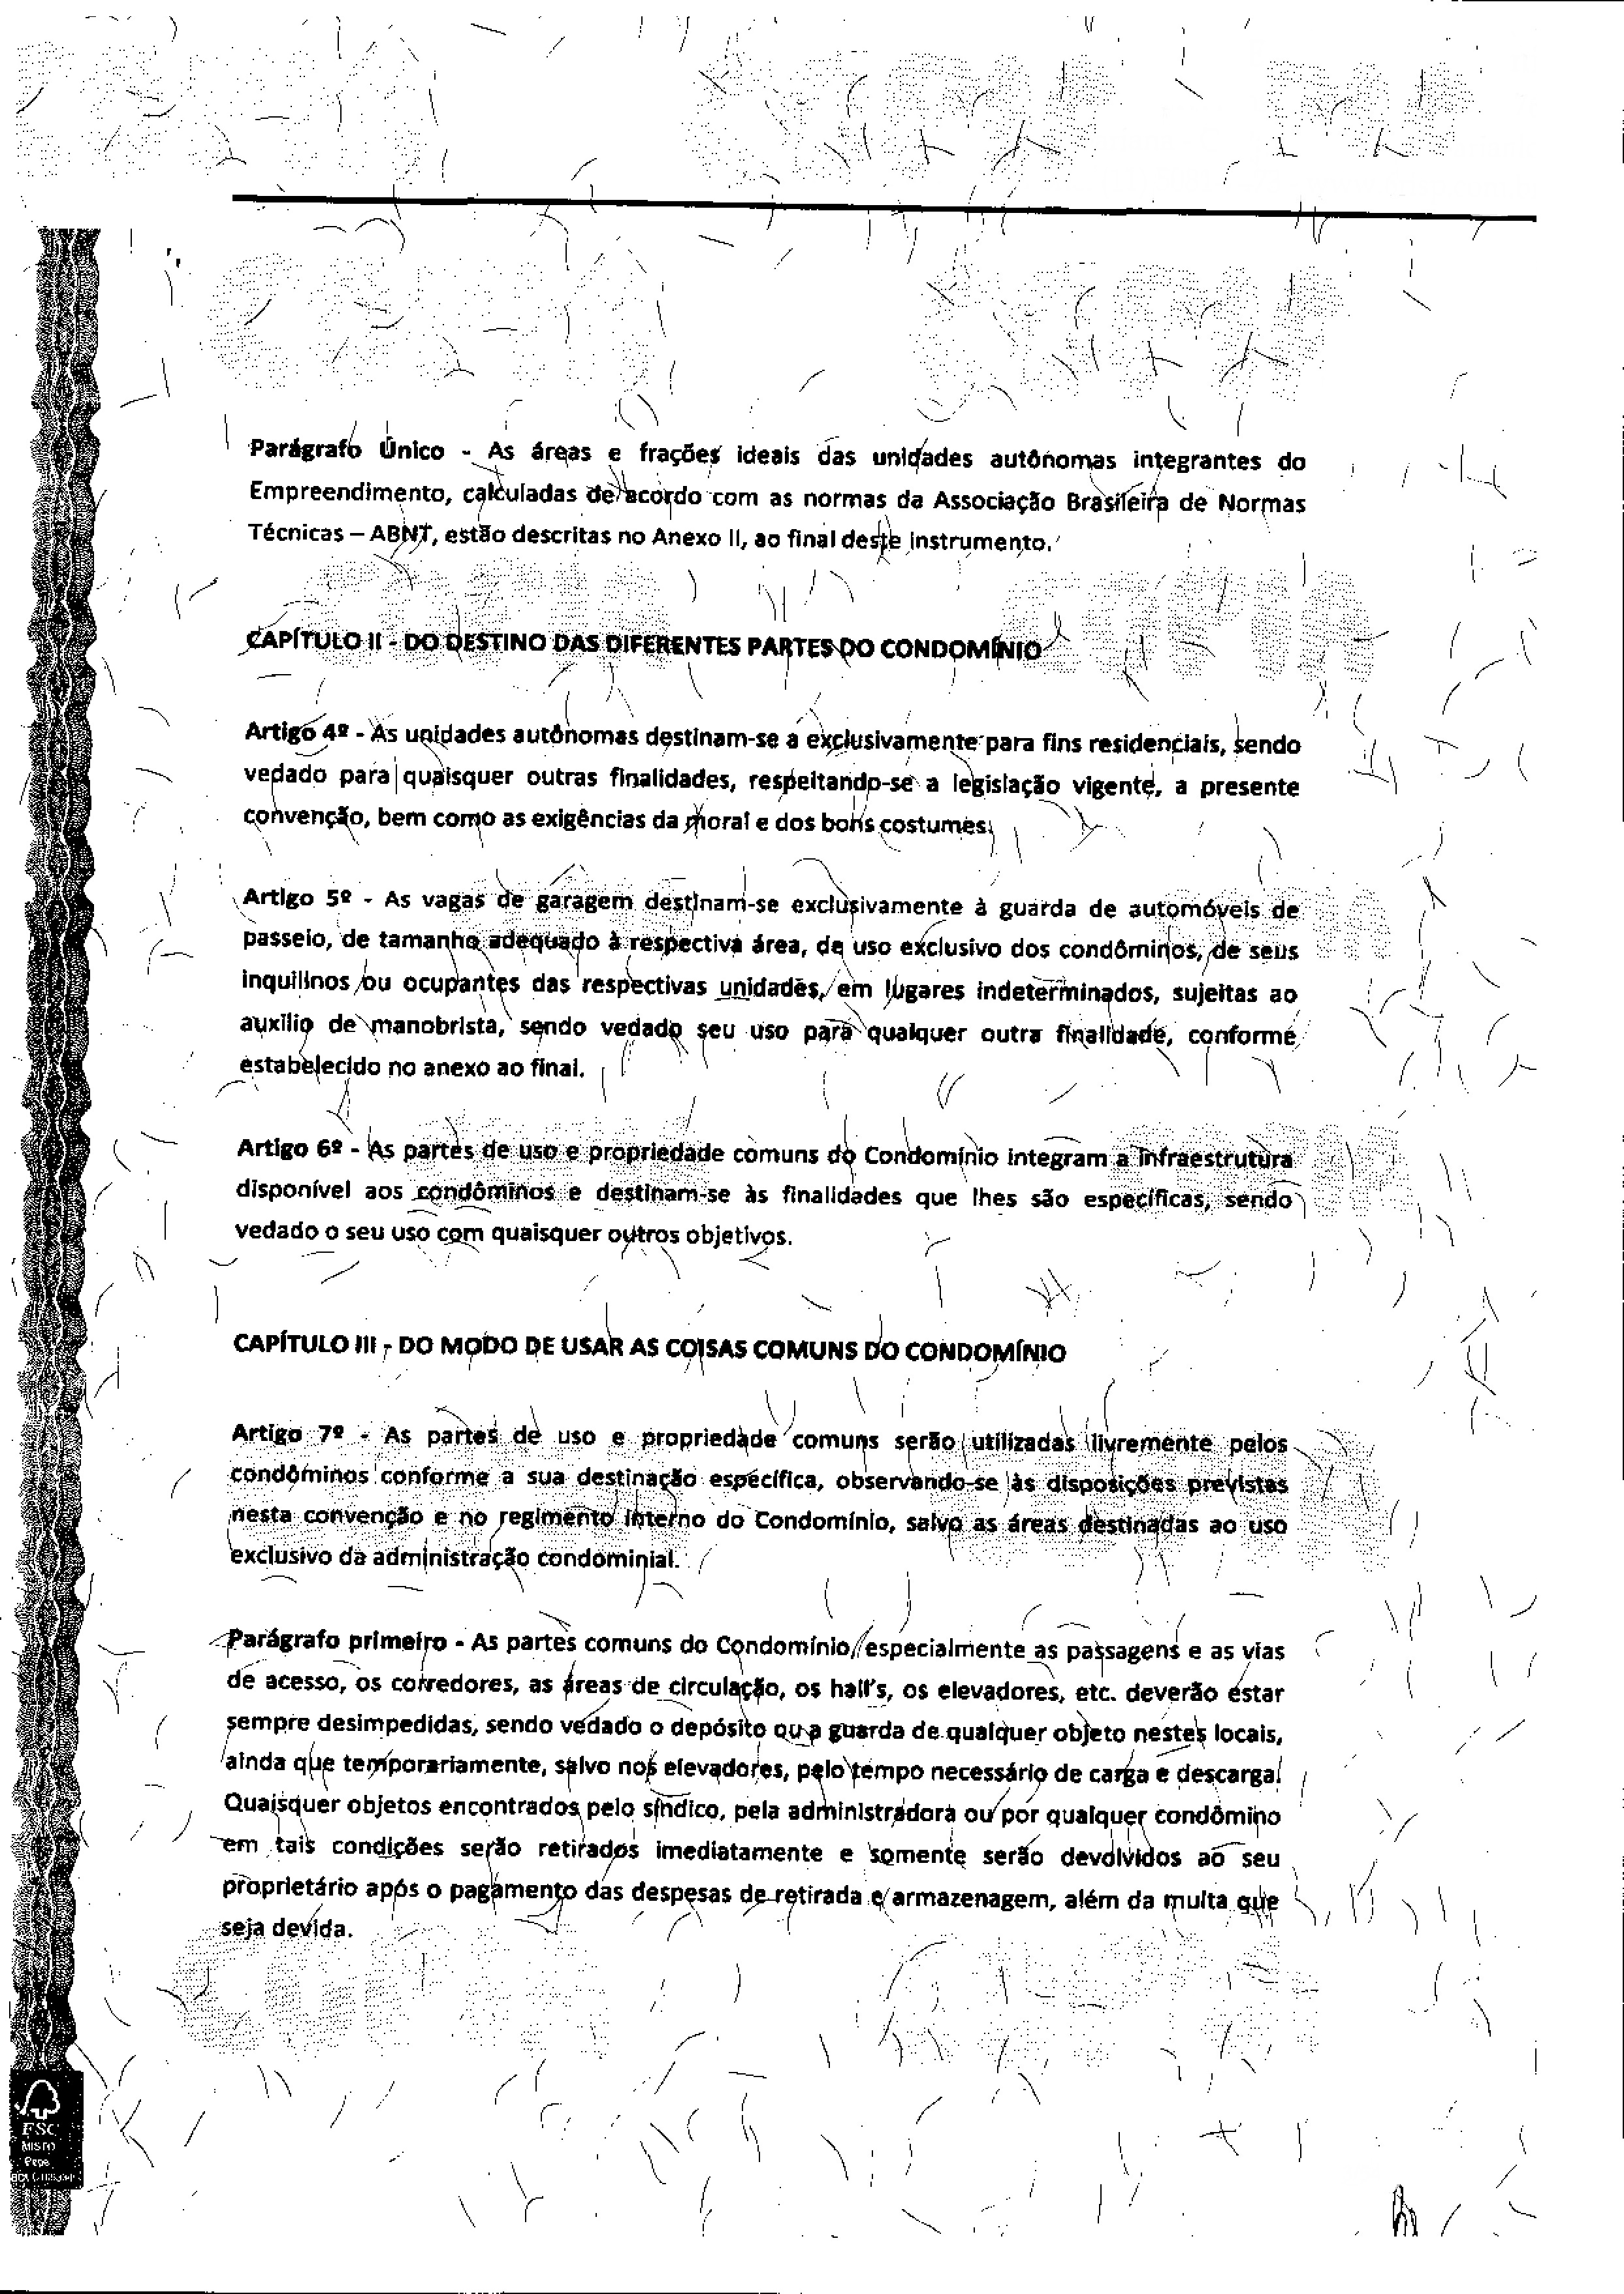 Parágrafo Único - As áreas e frações ideais das unidades autônomas integrantes do
Empreendimento, calculadas de acordo com as normas da Associação Brasileira de Normas
Técnicas – ABNT, estão descritas no Anexo II, ao final deste instrumento.
CAPÍTULO II - DO DESTINO DAS DIFERENTES PARTES DO CONDOMÍNIO
Artigo 4º - As unidades autônomas destinam-se a exclusivamente para fins residenciais, sendo
vedado para quaisquer outras finalidades, respeitando-se a legislação vigente, a presente
convenção, bem como as exigências da moral e dos bons costumes.
Artigo 5º - As vagas de garagem destinam-se exclusivamente à guarda de automóveis de
passeio, de tamanho adequado à respectiva área, de uso exclusivo dos condôminos, de seus
inquilinos ou ocupantes das respectivas unidades, em lugares indeterminados, sujeitas ao
auxílio de manobrista, sendo vedado seu uso para qualquer outra finalidade, conforme
estabelecido no anexo ao final.
Artigo 6º - As partes de uso e propriedade comuns do Condomínio integram a infraestrutura
disponível aos condôminos e destinam-se às finalidades que lhes são específicas, sendo
vedado o seu uso com quaisquer outros objetivos.
CAPÍTULO III - DO MODO DE USAR AS COISAS COMUNS DO CONDOMÍNIO
Artigo 7º - As partes de uso e propriedade comuns serão utilizadas livremente pelos
condôminos conforme a sua destinação específica, observando-se às disposições previstas
nesta convenção e no regimento interno do Condomínio, salvo as áreas destinadas ao uso
exclusivo da administração condominial.
Parágrafo primeiro - As partes comuns do Condomínio, especialmente as passagens e as vias
de acesso, os corredores, as áreas de circulação, os hall's, os elevadores, etc. deverão estar
sempre desimpedidas, sendo vedado o depósito ou a guarda de qualquer objeto nestes locais,
ainda que temporariamente, salvo nos elevadores, pelo tempo necessário de carga e descarga.
Quaisquer objetos encontrados pelo síndico, pela administradora ou por qualquer condômino
em tais condições serão retirados imediatamente e somente serão devolvidos ao seu
proprietário após o pagamento das despesas de retirada e armazenagem, além da multa que
seja devida.
FSC
MISTO